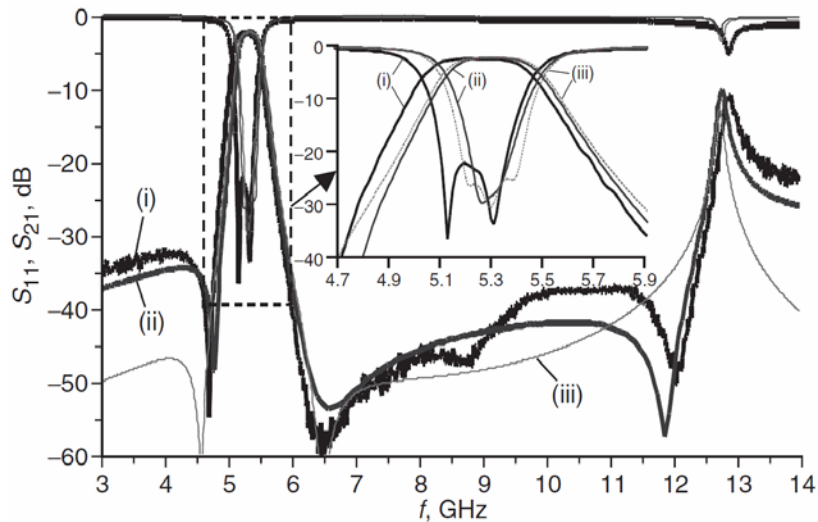 0
−10
−20
−30
−40
−50
−60
S11, S21, dB
3 4 5 6 7 8 9 10 11 12 13 14
f, GHz
(i)
(ii)
(iii)
0
−10
−20
−30
−40
4.7 4.9 5.1 5.3 5.5 5.7 5.9
(i)
(ii)
(iii)